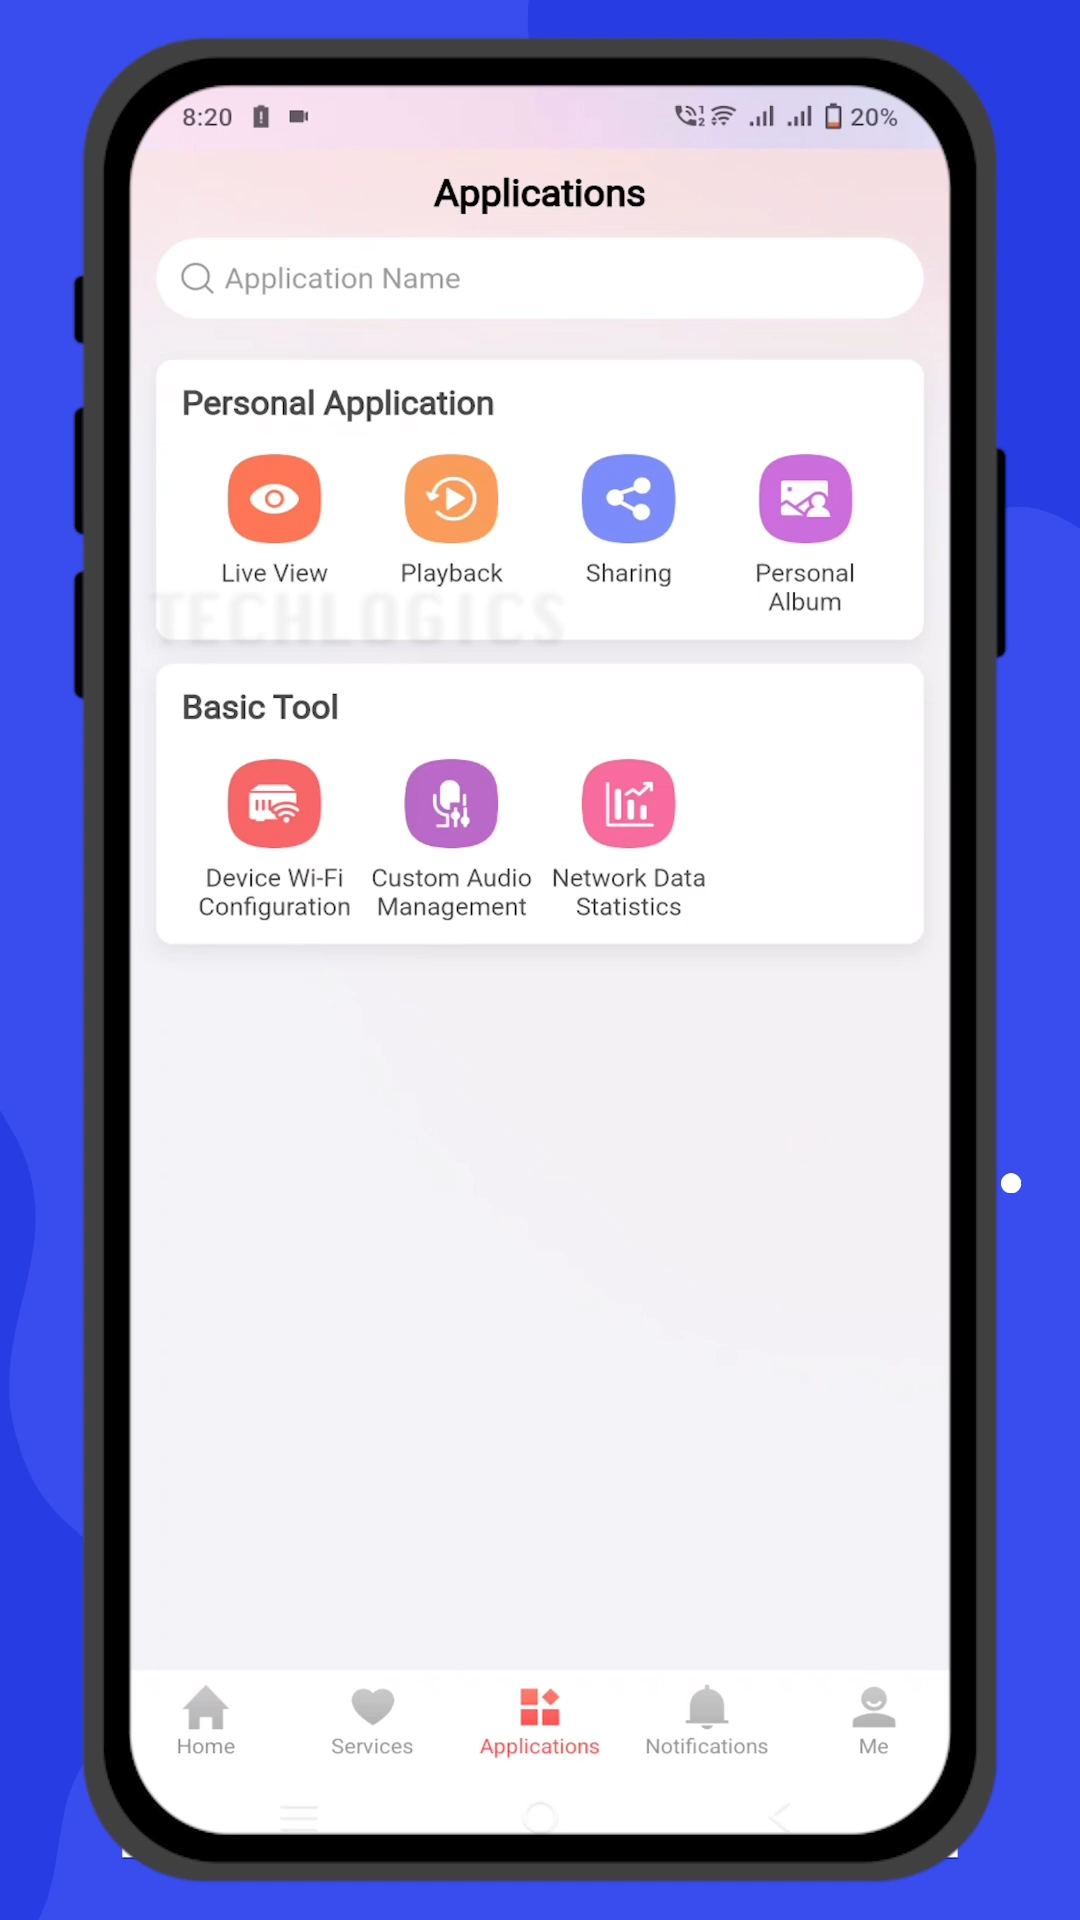 8:20
20%
Applications
Application Name
Personal Application
Live View
Playback
Sharing
Personal
Album
TECHLOGICS
Basic Tool
Device Wi-Fi
Configuration
Custom Audio
Management
Network Data
Statistics
Home
Services
Applications
Notifications
Me